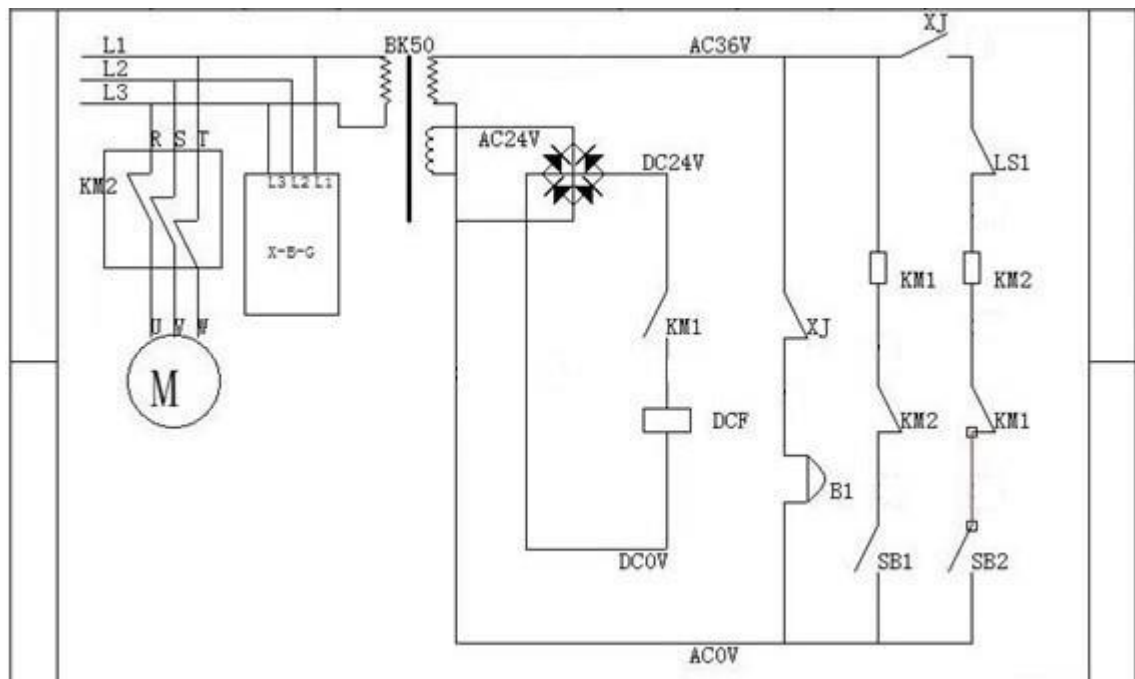 XJ
L1
BK50
AC36V
L2
L3
R S T
AC24V
DC24V
LS1
KM2
L3 L2 L1
X-B-G
KM1
KM2
U V W
KM1
XJ
M
DCF
KM2
KM1
B1
DC0V
SB1
SB2
AC0V